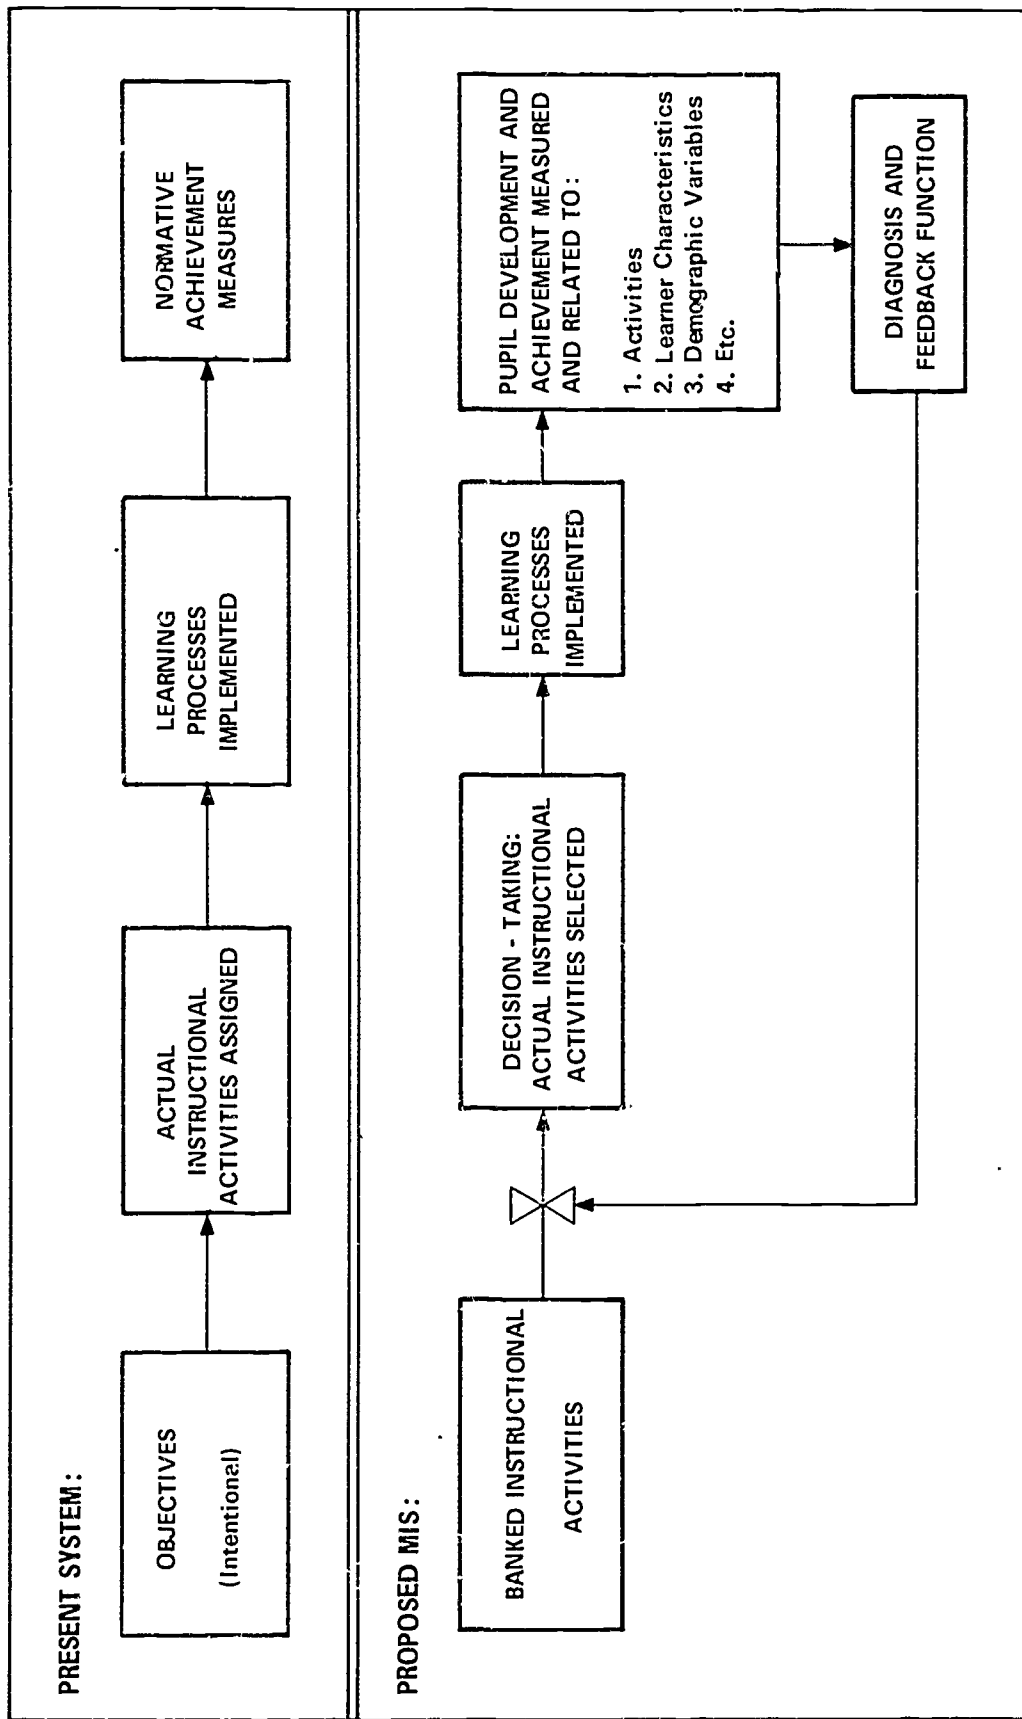 PRESENT SYSTEM:
OBJECTIVES
(Intentional)
ACTUAL
INSTRUCTIONAL
ACTIVITIES ASSIGNED
LEARNING
PROCESSES
IMPLEMENTED
NORMATIVE
ACHIEVEMENT
MEASURES
PROPOSED MIS:
BANKED INSTRUCTIONAL
ACTIVITIES
DECISION - TAKING:
ACTUAL INSTRUCTIONAL
ACTIVITIES SELECTED
LEARNING
PROCESSES
IMPLEMENTED
PUPIL DEVELOPMENT AND
ACHIEVEMENT MEASURED
AND RELATED TO:
1. Activities
2. Learner Characteristics
3. Demographic Variables
4. Etc.
DIAGNOSIS AND
FEEDBACK FUNCTION